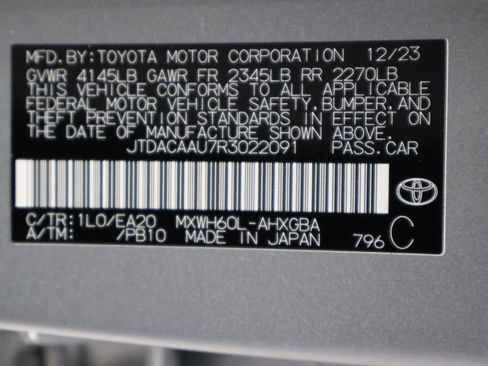 MFD.BY:TOYOTA MOTOR CORPORATION 12/23
GVWR 4145LB GAWR FR 2345LB RR 2270LB
THIS VEHICLE CONFORMS TO ALL APPLICABLE
FEDERAL MOTOR VEHICLE SAFETY,BUMPER,AND
THEFT PREVENTION STANDARDS IN EFFECT ON
THE DATE OF MANUFACTURE SHOWN ABOVE.
JTDACAAU7R3022091 PASS.CAR
C/TR:1L0/EA20 MXWH60L-AHXGBA
A/TM: /PB10 MADE IN JAPAN 796 C